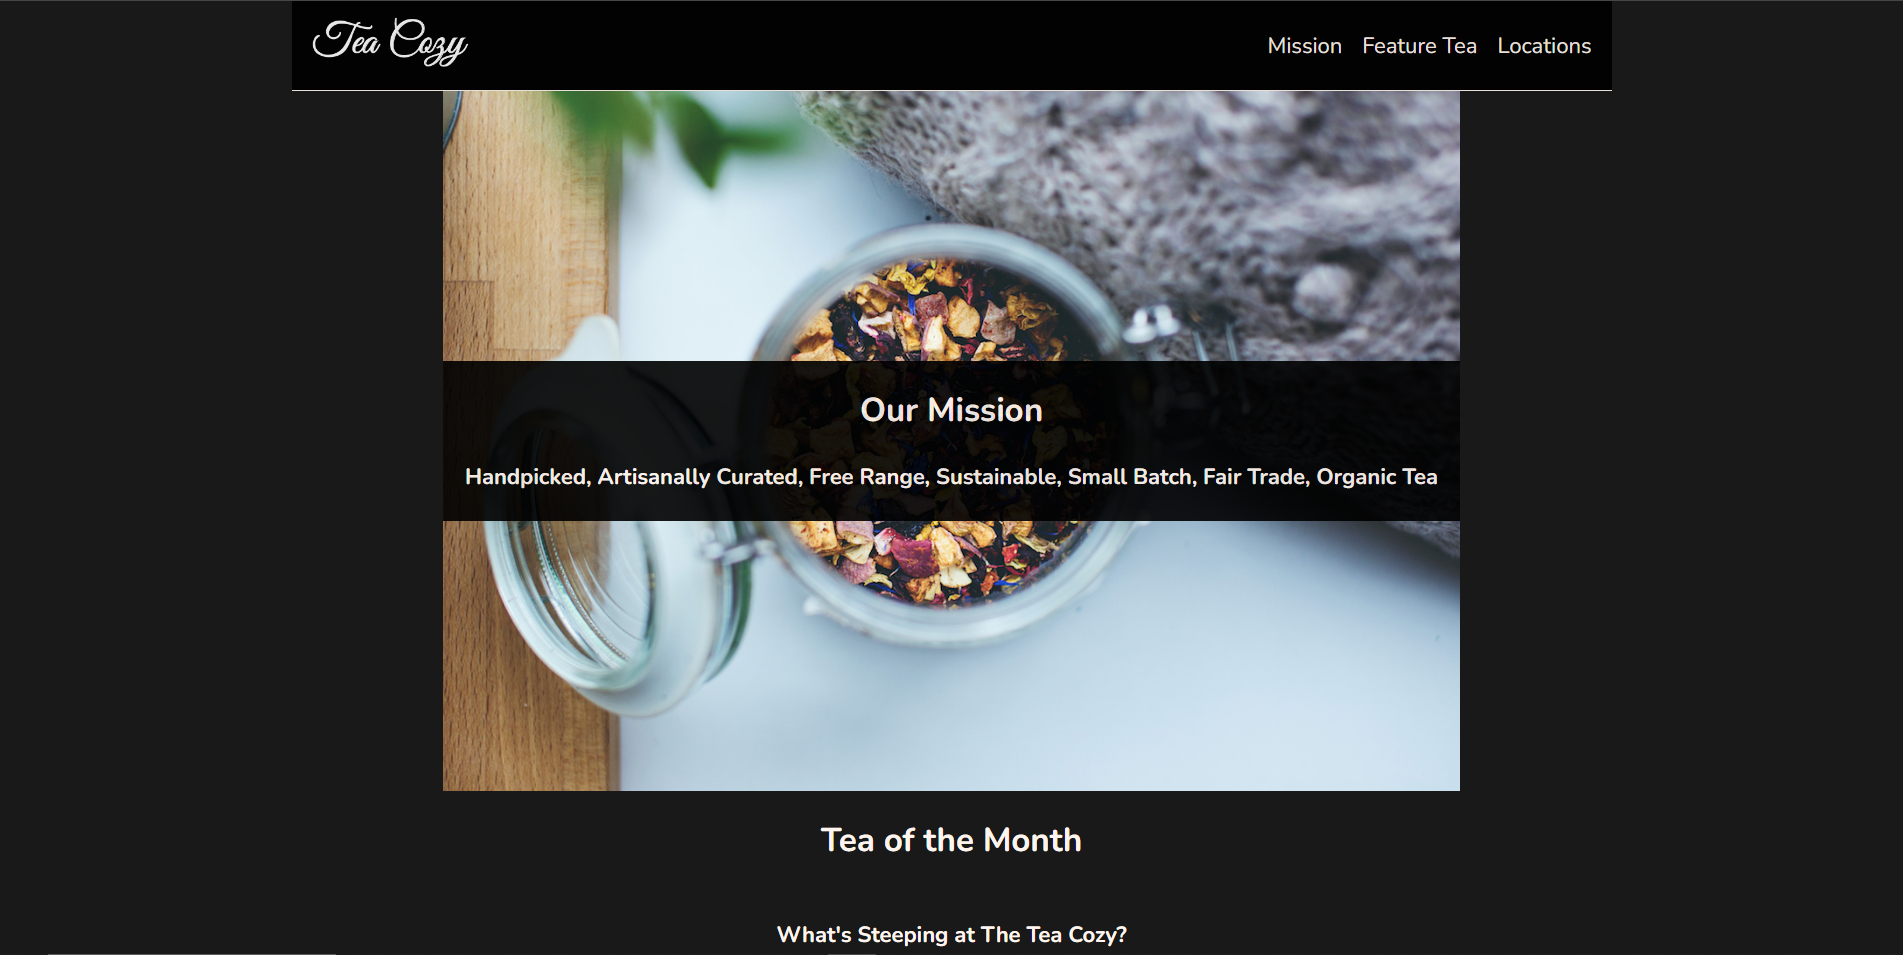 Tea Cozy
Mission Feature Tea Locations
Our Mission
Handpicked, Artisanally Curated, Free Range, Sustainable, Small Batch, Fair Trade, Organic Tea
Tea of the Month
What's Steeping at The Tea Cozy?